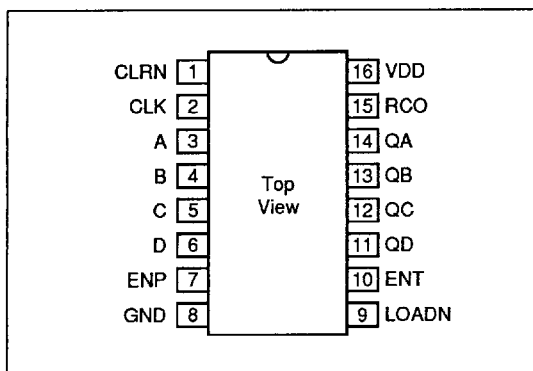 CLRN 1 16 VDD
CLK 2 15 RCO
A 3 14 QA
B 4 13 QB
C 5 Top View 12 QC
D 6 11 QD
ENP 7 10 ENT
GND 8 9 LOADN